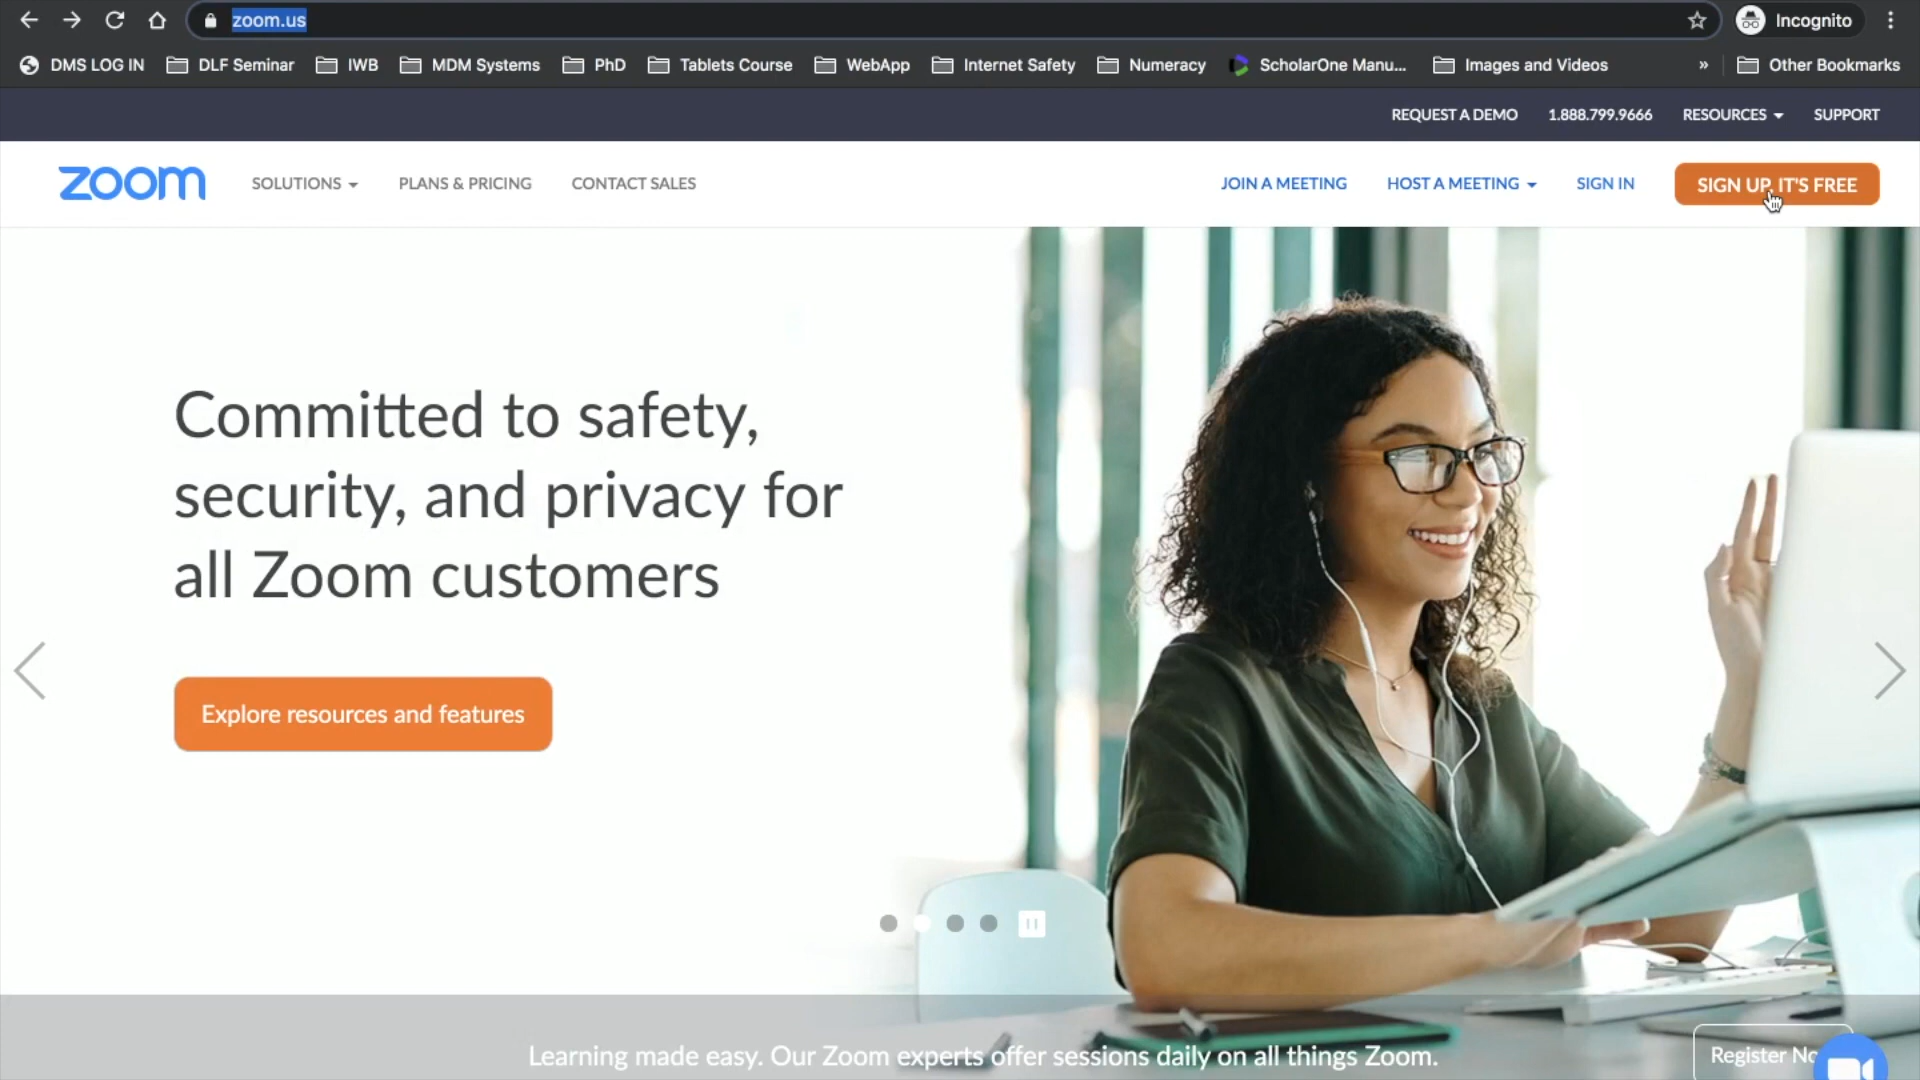 zoom.us
Incognito
DMS LOG IN DLF Seminar IWB MDM Systems PhD Tablets Course WebApp Internet Safety Numeracy ScholarOne Manu... Images and Videos » Other Bookmarks
REQUEST A DEMO 1.888.799.9666 RESOURCES SUPPORT
zoom SOLUTIONS PLANS & PRICING CONTACT SALES JOIN A MEETING HOST A MEETING SIGN IN SIGN UP, IT'S FREE
Committed to safety,
security, and privacy for
all Zoom customers
Explore resources and features
Learning made easy. Our Zoom experts offer sessions daily on all things Zoom.
Register